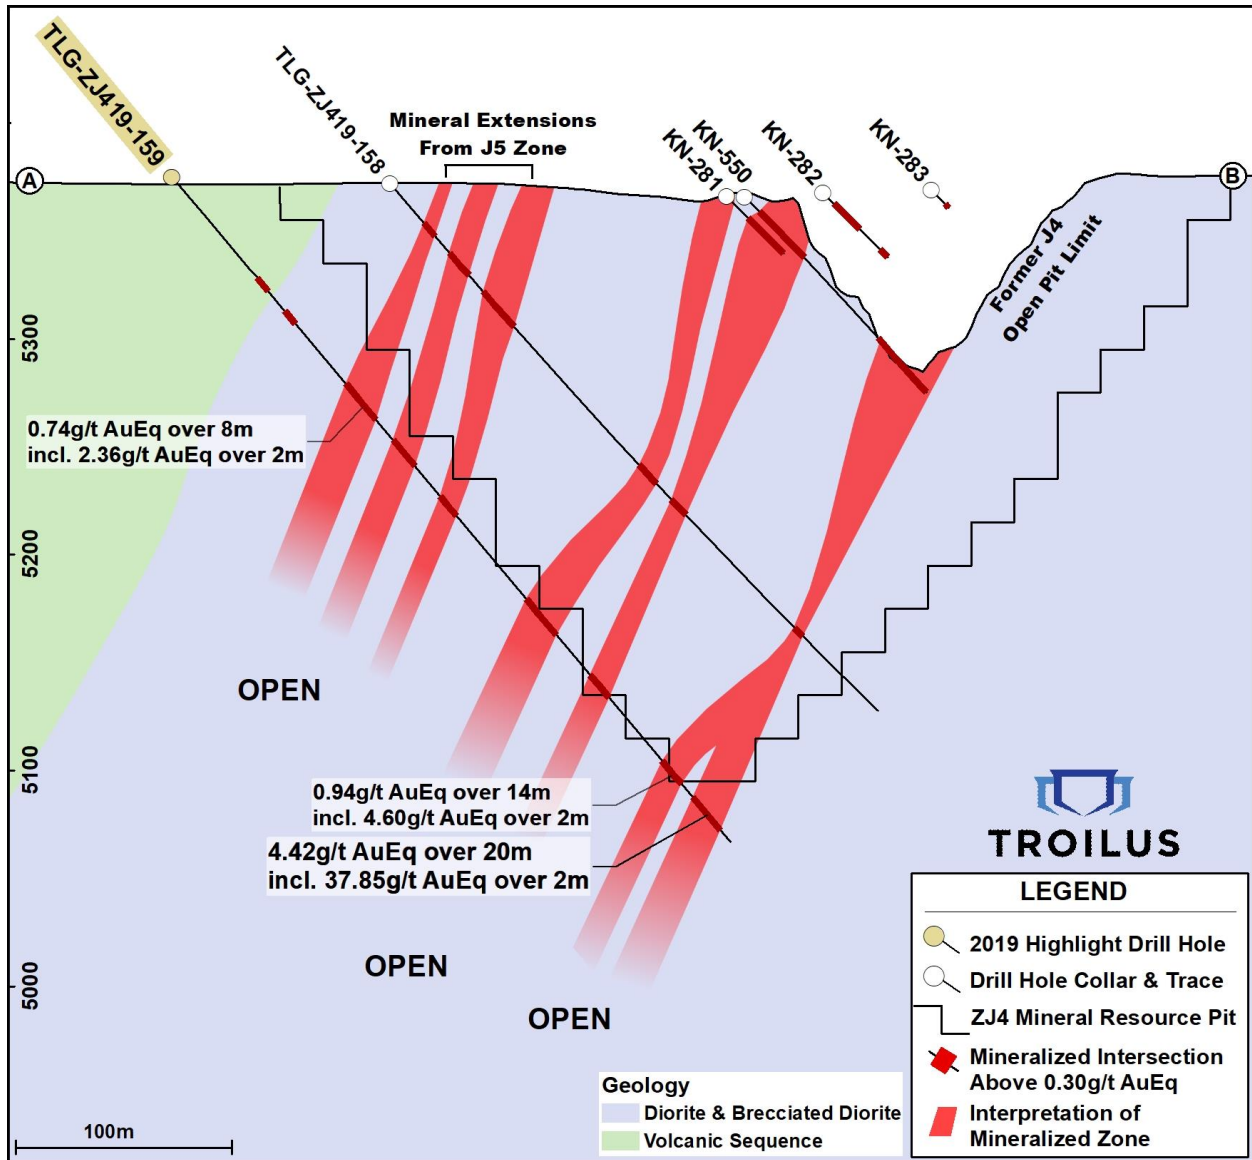 TLG-ZJ419-159
TLG-ZJ419-158
Mineral Extensions
From J5 Zone
KN-281
KN-550
KN-282
KN-283
A
B
Former J4
Open Pit Limit
5300
5200
5100
5000
0.74g/t AuEq over 8m
incl. 2.36g/t AuEq over 2m
OPEN
0.94g/t AuEq over 14m
incl. 4.60g/t AuEq over 2m
4.42g/t AuEq over 20m
incl. 37.85g/t AuEq over 2m
OPEN
OPEN
TROILUS
LEGEND
2019 Highlight Drill Hole
Drill Hole Collar & Trace
ZJ4 Mineral Resource Pit
Mineralized Intersection
Above 0.30g/t AuEq
Interpretation of
Mineralized Zone
Geology
Diorite & Brecciated Diorite
Volcanic Sequence
100m